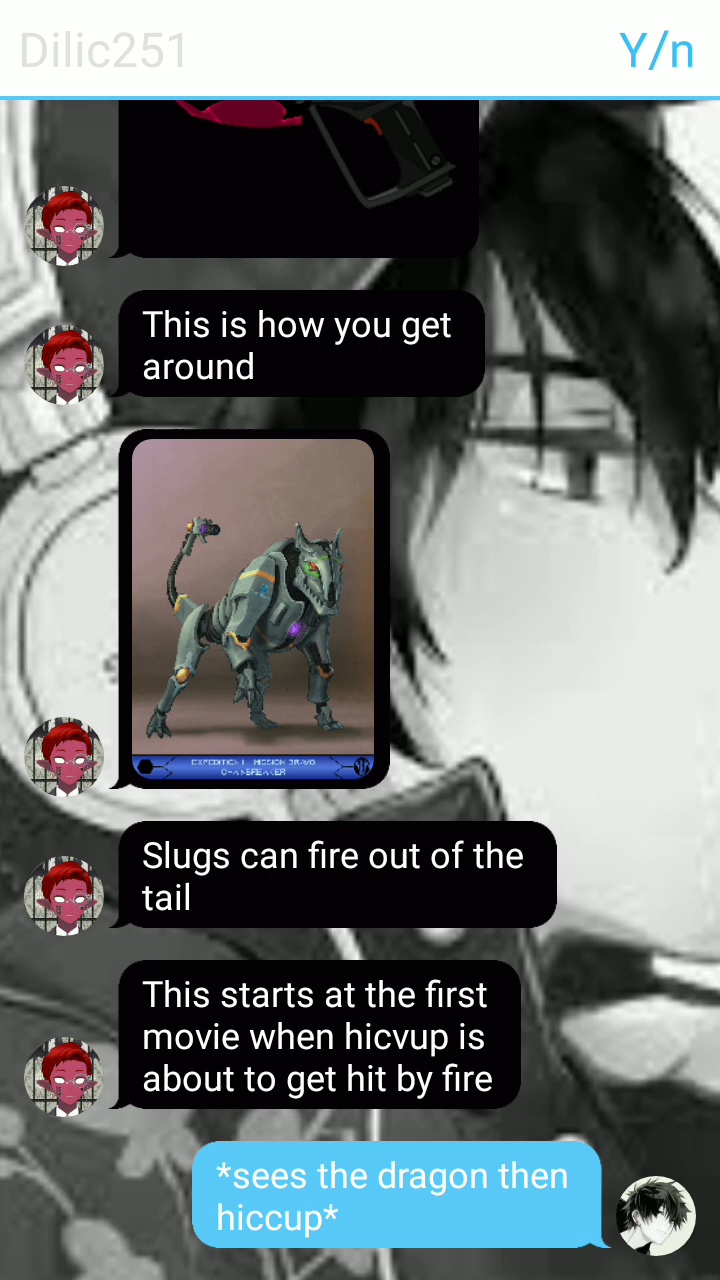 Dilic251
Y/n
This is how you get
around
Slugs can fire out of the
tail
This starts at the first
movie when hicvup is
about to get hit by fire
*sees the dragon then
hiccup*